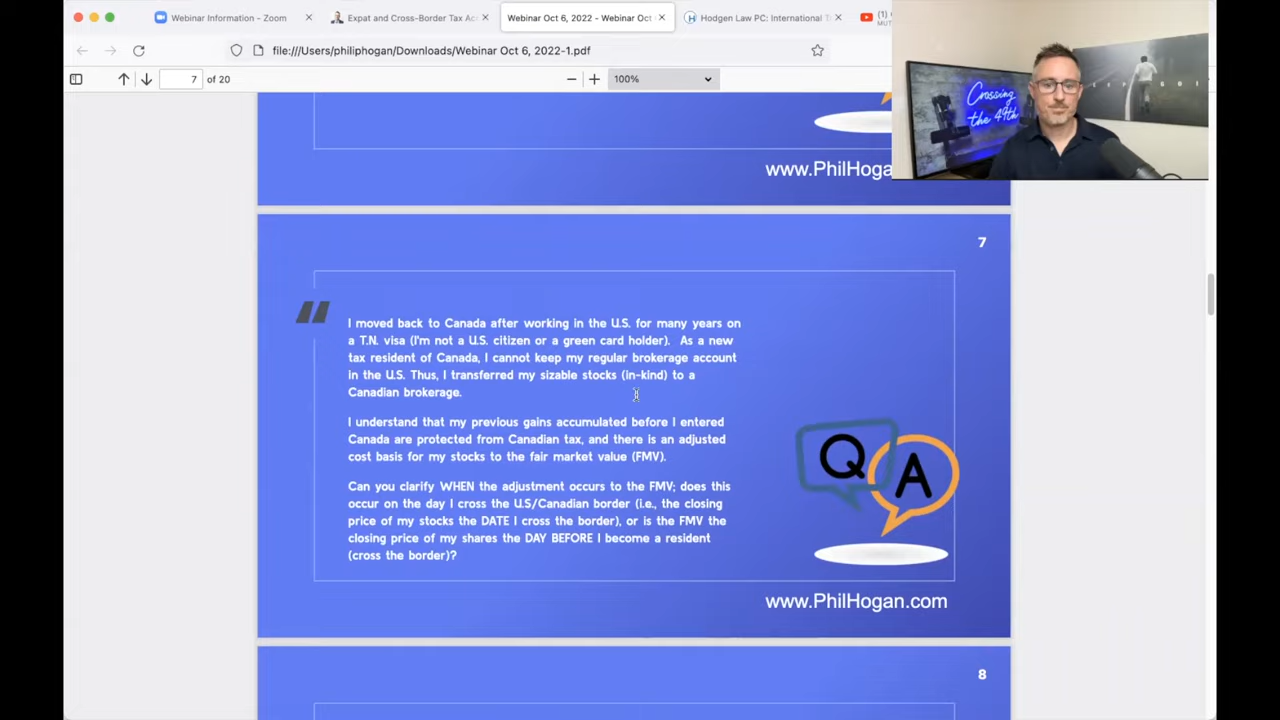 Webinar Information - Zoom
Expat and Cross-Border Tax Ac
Webinar Oct 6, 2022 - Webinar Oct
Hodgen Law PC: International T
(1)
MUT
file:///Users/philiphogan/Downloads/Webinar Oct 6, 2022-1.pdf
7 of 20
100%
Crossing
the 49th
www.PhilHoga
7
I moved back to Canada after working in the U.S. for many years on
a T.N. visa (I'm not a U.S. citizen or a green card holder). As a new
tax resident of Canada, I cannot keep my regular brokerage account
in the U.S. Thus, I transferred my sizable stocks (in-kind) to a
Canadian brokerage.
I understand that my previous gains accumulated before I entered
Canada are protected from Canadian tax, and there is an adjusted
cost basis for my stocks to the fair market value (FMV).
Can you clarify WHEN the adjustment occurs to the FMV; does this
occur on the day I cross the U.S/Canadian border (i.e., the closing
price of my stocks the DATE I cross the border), or is the FMV the
closing price of my shares the DAY BEFORE I become a resident
(cross the border)?
Q
A
www.PhilHogan.com
8